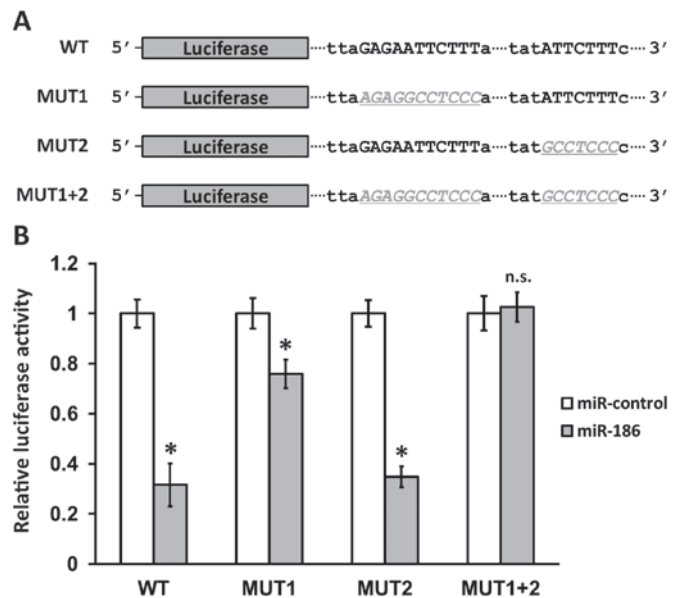 A
WT 5′ Luciferase ttaGAGAATTCTTTa tatATTCTTTc 3′
MUT1 5′ Luciferase ttaAGAGGCCTCCCa tatATTCTTTc 3′
MUT2 5′ Luciferase ttaGAGAATTCTTTa tatGCCTCCCc 3′
MUT1+2 5′ Luciferase ttaAGAGGCCTCCCa tatGCCTCCCc 3′
B
Relative luciferase activity
1.2
1
0.8
0.6
0.4
0.2
0
*
*
*
n.s.
miR-control
miR-186
WT MUT1 MUT2 MUT1+2